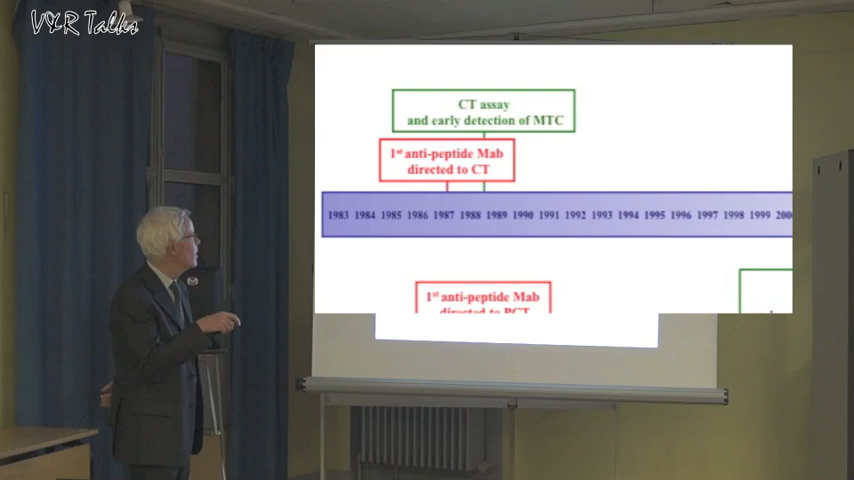 V&R Talks
CT assay
and early detection of MTC
1st anti-peptide Mab
directed to CT
1983 1984 1985 1986 1987 1988 1989 1990 1991 1992 1993 1994 1995 1996 1997 1998 1999
1st anti-peptide Mab
directed to PCT